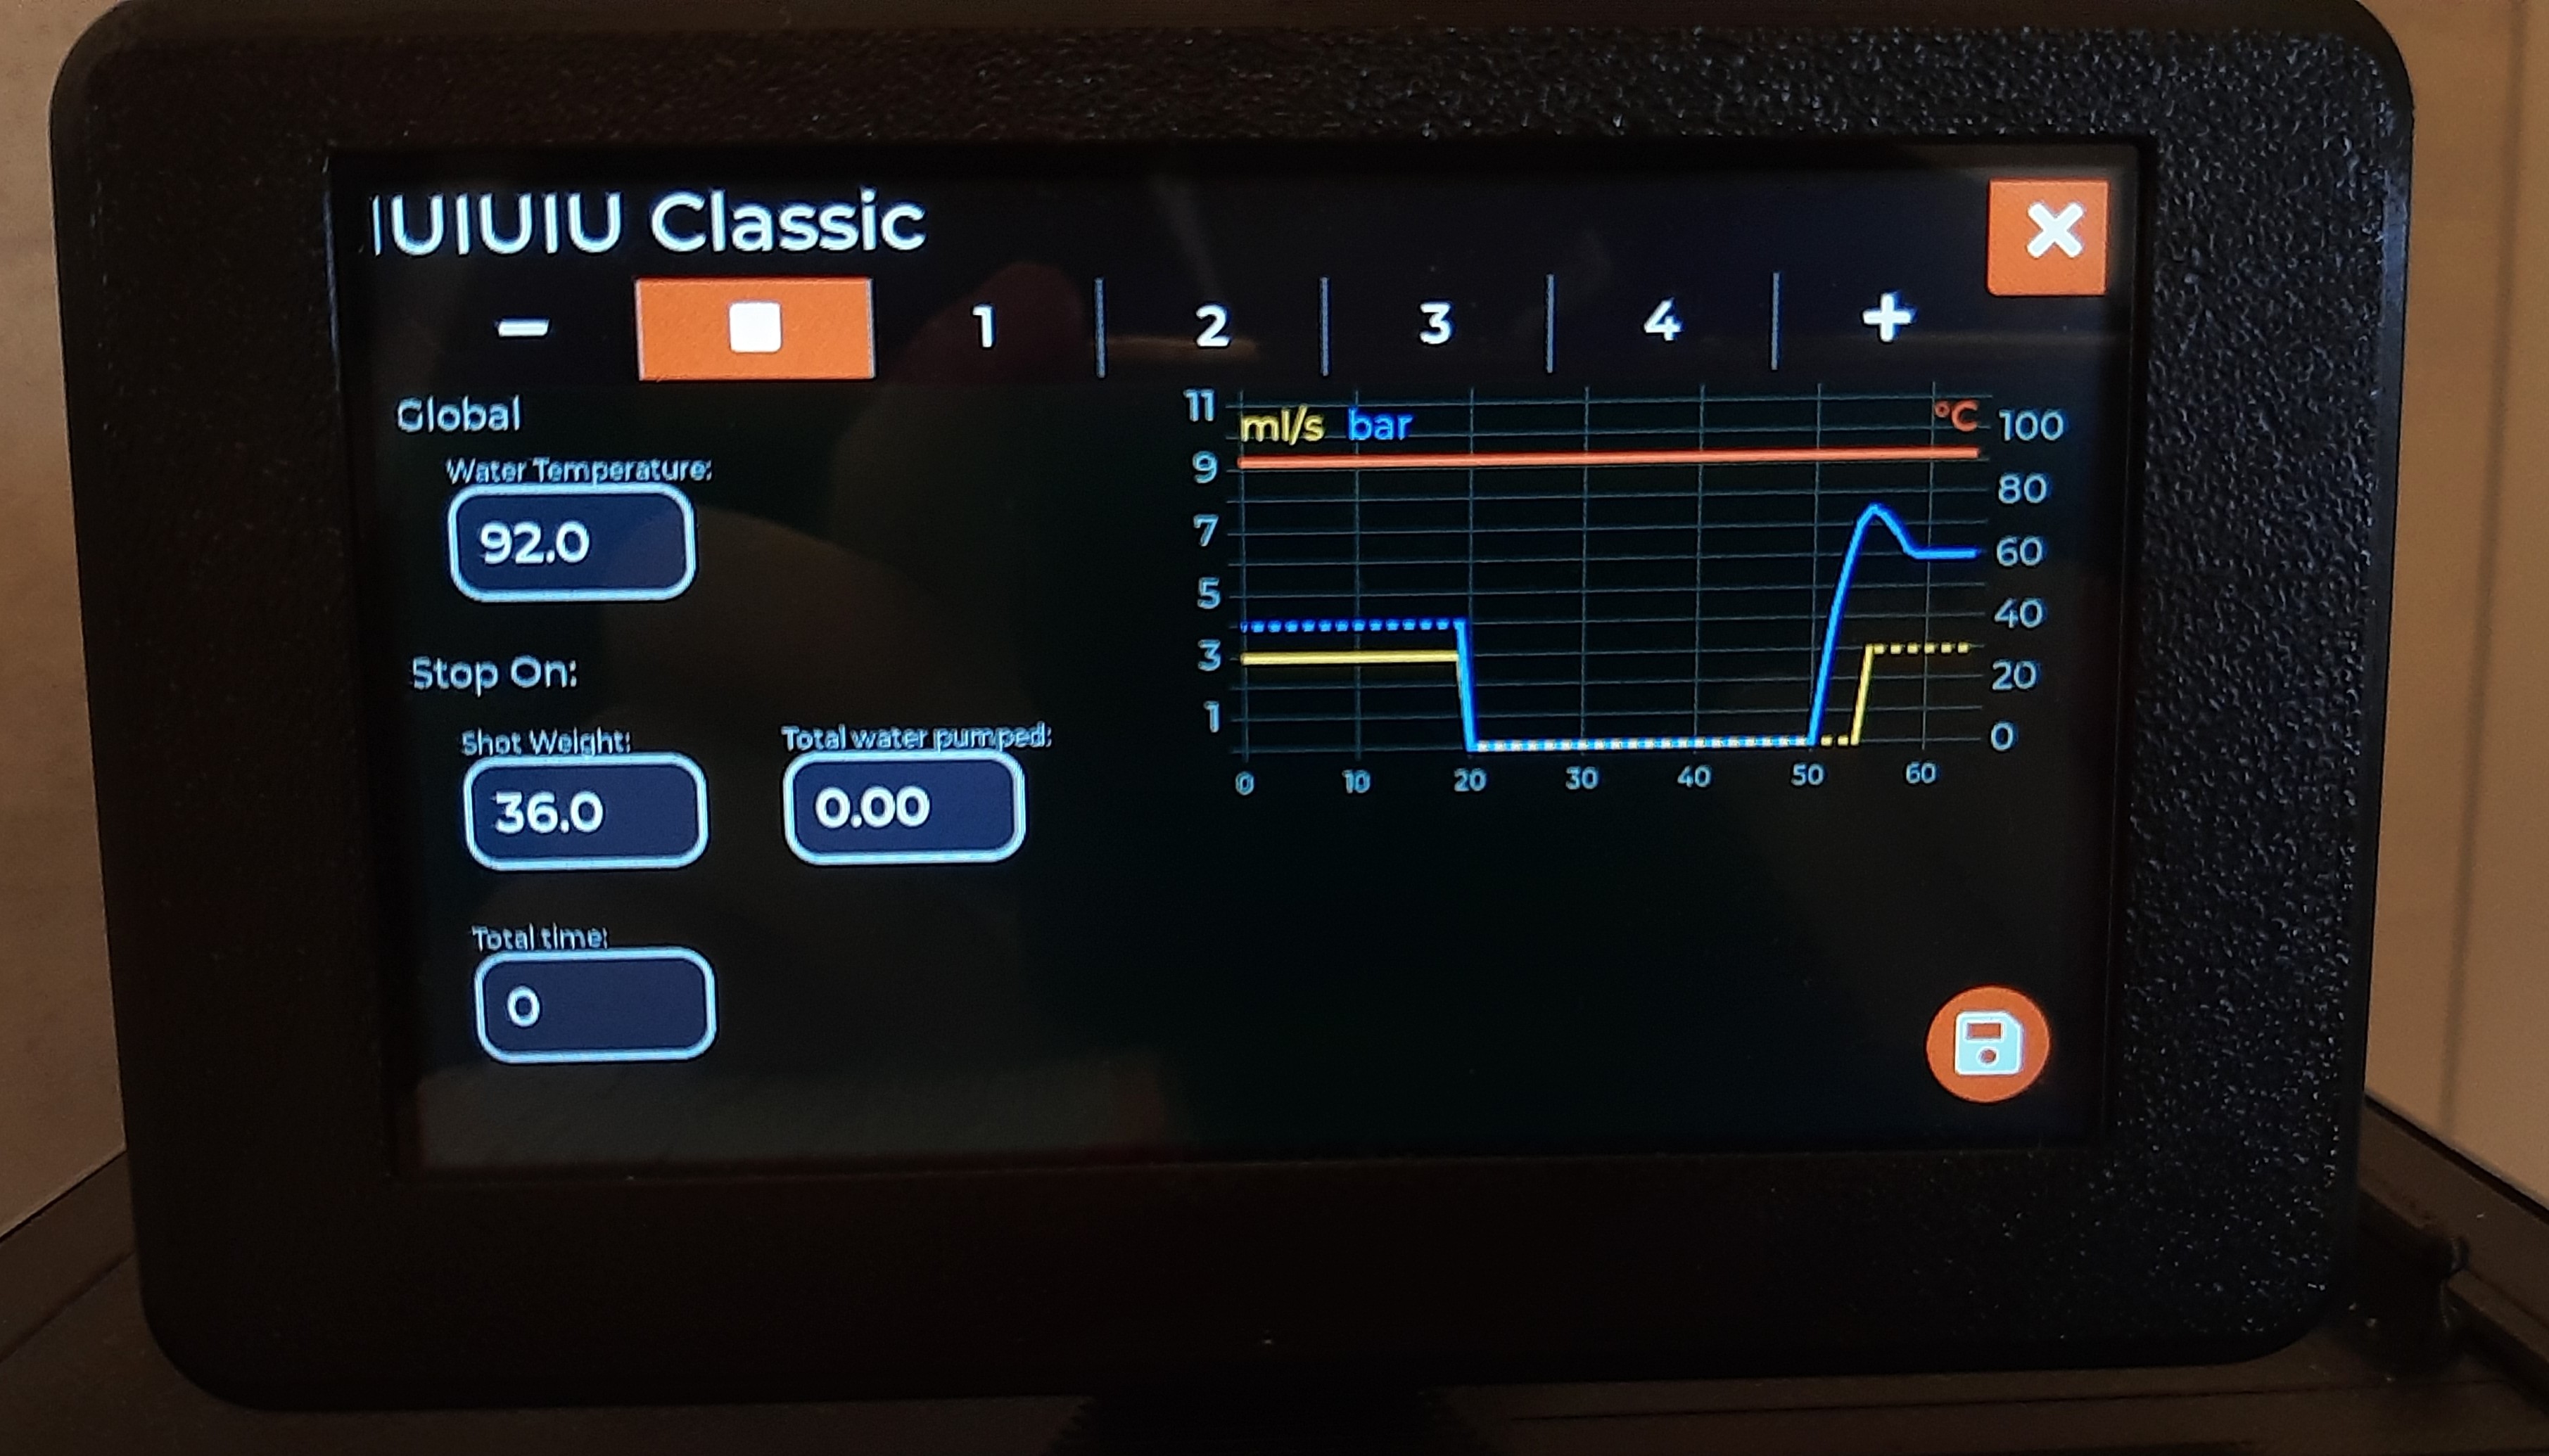 IUIUIU Classic
1 2 3 4
Global
Water Temperature:
92.0
Stop On:
Shot Weight:
36.0
Total water pumped:
0.00
Total time:
0
ml/s bar °C
11
9
7
5
3
1
100
80
60
40
20
0
0 10 20 30 40 50 60